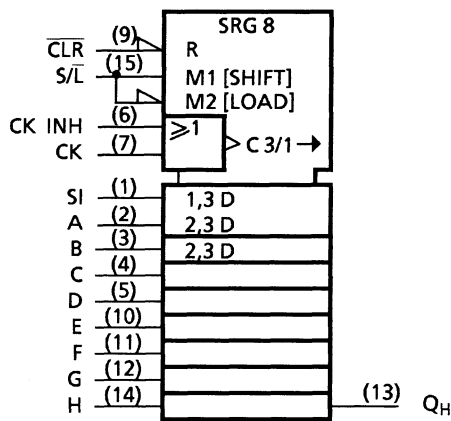 SRG 8
C̅L̅R̅ (9) R
S/L̅ (15) M1 [SHIFT]
M2 [LOAD]
CK INH (6) ≥1
CK (7) C 3/1 →
SI (1) 1,3 D
A (2) 2,3 D
B (3) 2,3 D
C (4)
D (5)
E (10)
F (11)
G (12)
H (14) (13) QH